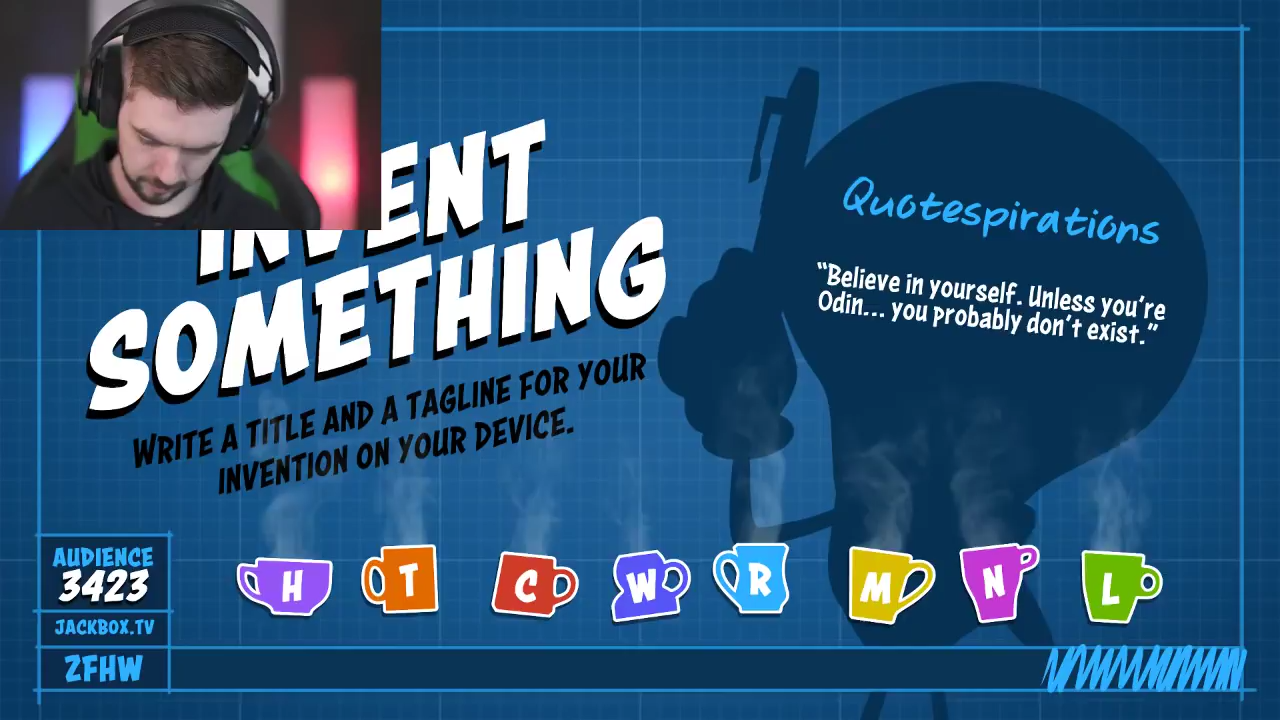 INVENT
SOMETHING
WRITE A TITLE AND A TAGLINE FOR YOUR
INVENTION ON YOUR DEVICE.
Quotespirations
“Believe in yourself. Unless you’re
Odin... you probably don’t exist.”
AUDIENCE
3423
JACKBOX.TV
ZFHW
H
T
C
W
R
M
N
L